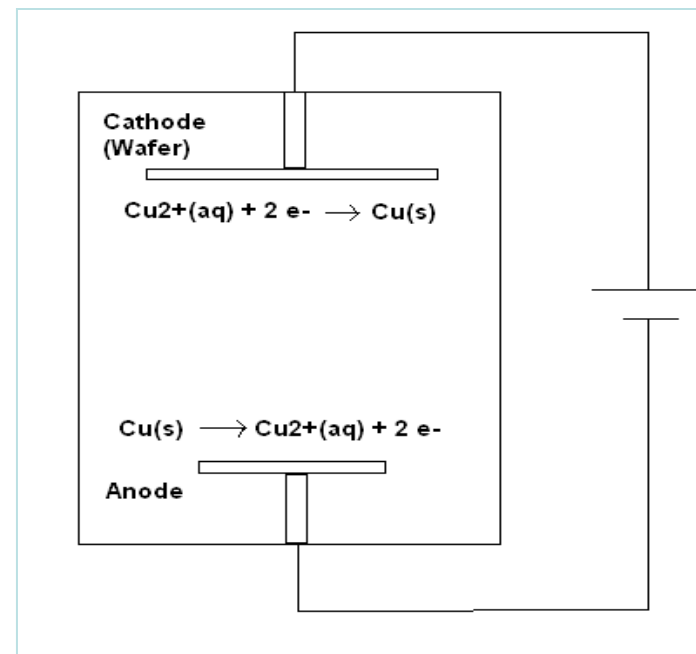 Cathode
(Wafer)
Cu2+(aq) + 2 e- → Cu(s)
Cu(s) → Cu2+(aq) + 2 e-
Anode